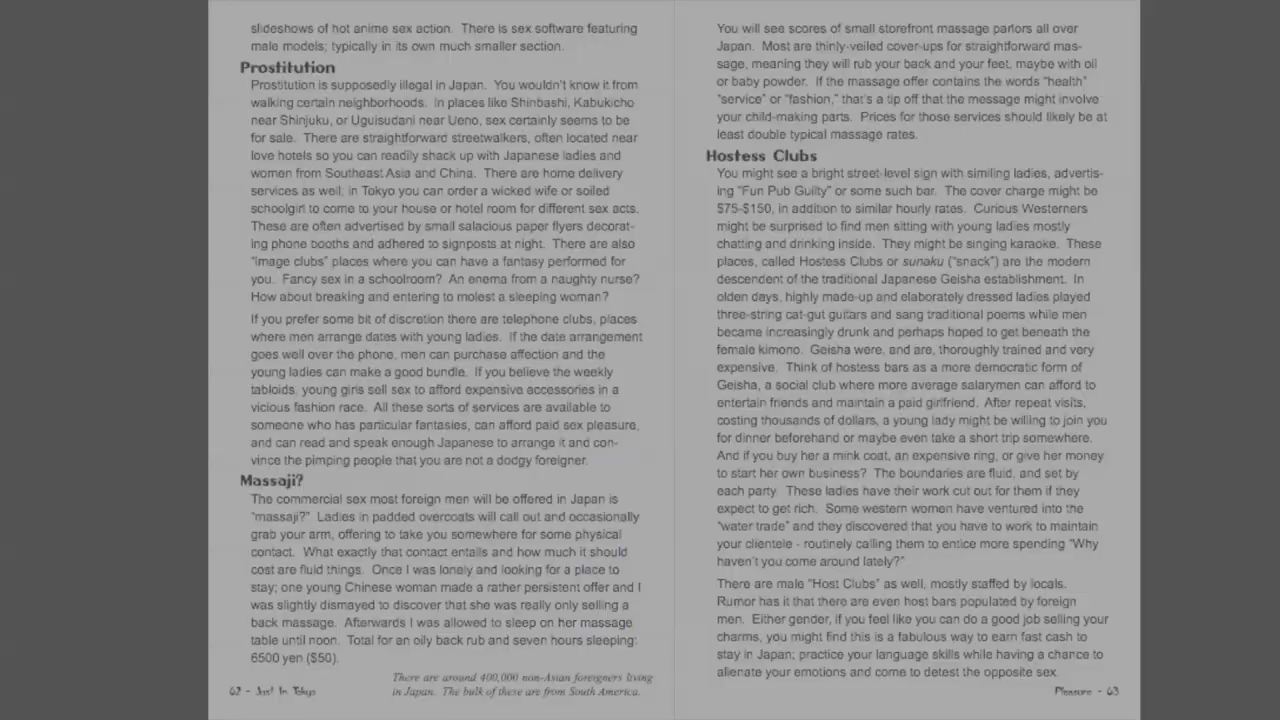 slideshows of hot anime sex action. There is sex software featuring
male models; typically in its own much smaller section.
Prostitution
Prostitution is supposedly illegal in Japan. You wouldn't know it from
walking certain neighborhoods. In places like Shinbashi, Kabukicho
near Shinjuku, or Uguisudani near Ueno, sex certainly seems to be
for sale. There are straightforward streetwalkers, often located near
love hotels so you can readily shack up with Japanese ladies and
women from Southeast Asia and China. There are home delivery
services as well; in Tokyo you can order a wicked wife or soiled
schoolgirl to come to your house or hotel room for different sex acts.
These are often advertised by small salacious paper flyers decorat-
ing phone booths and adhered to signposts at night. There are also
"image clubs" places where you can have a fantasy performed for
you. Fancy sex in a schoolroom? An enema from a naughty nurse?
How about breaking and entering to molest a sleeping woman?
If you prefer some bit of discretion there are telephone clubs, places
where men arrange dates with young ladies. If the date arrangement
goes well over the phone, men can purchase affection and the
young ladies can make a good bundle. If you believe the weekly
tabloids, young girls sell sex to afford expensive accessories in a
vicious fashion race. All these sorts of services are available to
someone who has particular fantasies, can afford paid sex pleasure,
and can read and speak enough Japanese to arrange it and con-
vince the pimping people that you are not a dodgy foreigner.
Massaji?
The commercial sex most foreign men will be offered in Japan is
"massaji?" Ladies in padded overcoats will call out and occasionally
grab your arm, offering to take you somewhere for some physical
contact. What exactly that contact entails and how much it should
cost are fluid things. Once I was lonely and looking for a place to
stay; one young Chinese woman made a rather persistent offer and I
was slightly dismayed to discover that she was really only selling a
back massage. Afterwards I was allowed to sleep on her massage
table until noon. Total for an oily back rub and seven hours sleeping:
6500 yen ($50).
There are around 400,000 non-Asian foreigners living
in Japan. The bulk of these are from South America.
62 - Just In Tokyo
You will see scores of small storefront massage parlors all over
Japan. Most are thinly-veiled cover-ups for straightforward mas-
sage, meaning they will rub your back and your feet, maybe with oil
or baby powder. If the massage offer contains the words "health"
"service" or "fashion," that's a tip off that the message might involve
your child-making parts. Prices for those services should likely be at
least double typical massage rates.
Hostess Clubs
You might see a bright street-level sign with similing ladies, advertis-
ing "Fun Pub Guilty" or some such bar. The cover charge might be
$75-$150, in addition to similar hourly rates. Curious Westerners
might be surprised to find men sitting with young ladies mostly
chatting and drinking inside. They might be singing karaoke. These
places, called Hostess Clubs or sunaku ("snack") are the modern
descendent of the traditional Japanese Geisha establishment. In
olden days, highly made-up and elaborately dressed ladies played
three-string cat-gut guitars and sang traditional poems while men
became increasingly drunk and perhaps hoped to get beneath the
female kimono. Geisha were, and are, thoroughly trained and very
expensive. Think of hostess bars as a more democratic form of
Geisha, a social club where more average salarymen can afford to
entertain friends and maintain a paid girlfriend. After repeat visits,
costing thousands of dollars, a young lady might be willing to join you
for dinner beforehand or maybe even take a short trip somewhere.
And if you buy her a mink coat, an expensive ring, or give her money
to start her own business? The boundaries are fluid, and set by
each party. These ladies have their work cut out for them if they
expect to get rich. Some western women have ventured into the
"water trade" and they discovered that you have to work to maintain
your clientele - routinely calling them to entice more spending "Why
haven't you come around lately?"
There are male "Host Clubs" as well, mostly staffed by locals.
Rumor has it that there are even host bars populated by foreign
men. Either gender, if you feel like you can do a good job selling your
charms, you might find this is a fabulous way to earn fast cash to
stay in Japan; practice your language skills while having a chance to
alienate your emotions and come to detest the opposite sex.
Pleasure - 63